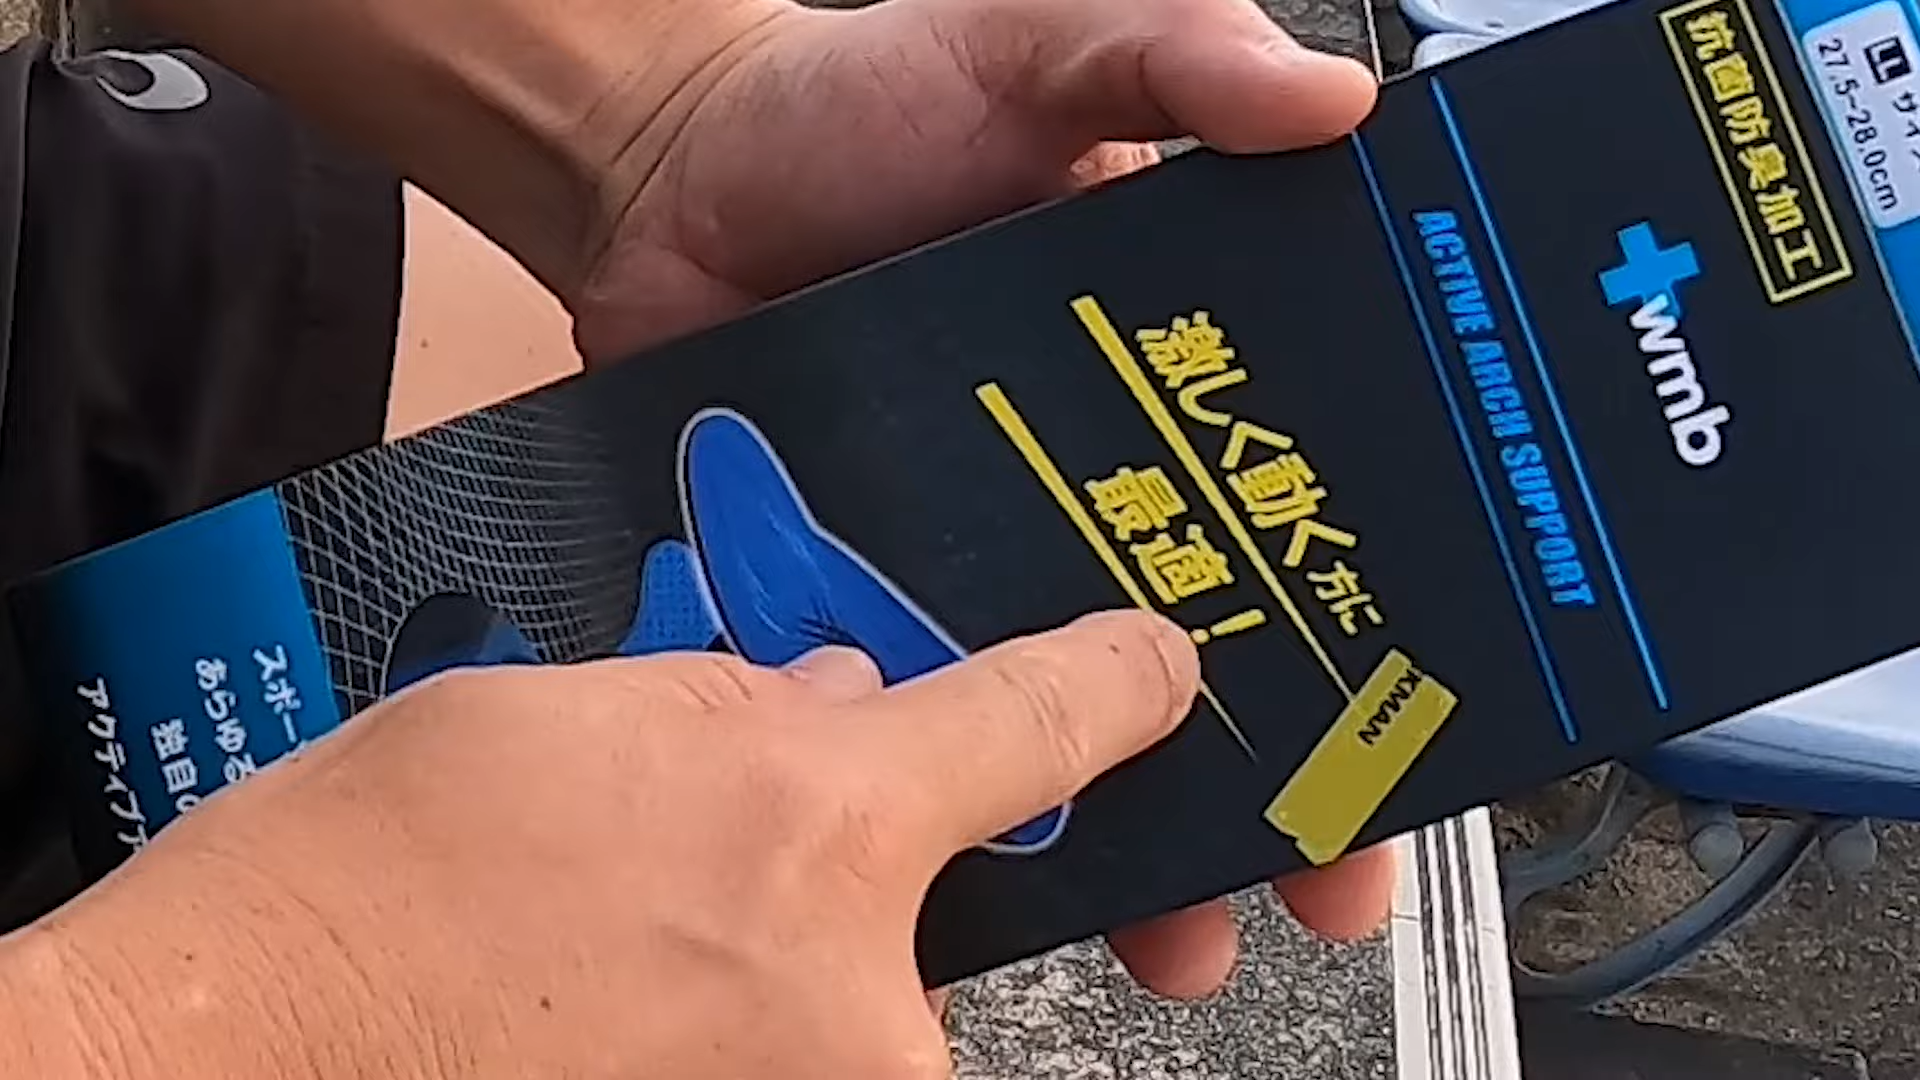 LL サイ
27.5~28.0cm
抗菌防臭加工
wmb
ACTIVE ARCH SUPPORT
激しく動く方に
最適！
KMAN
スポー
あらゆる
独自の
アクティブア